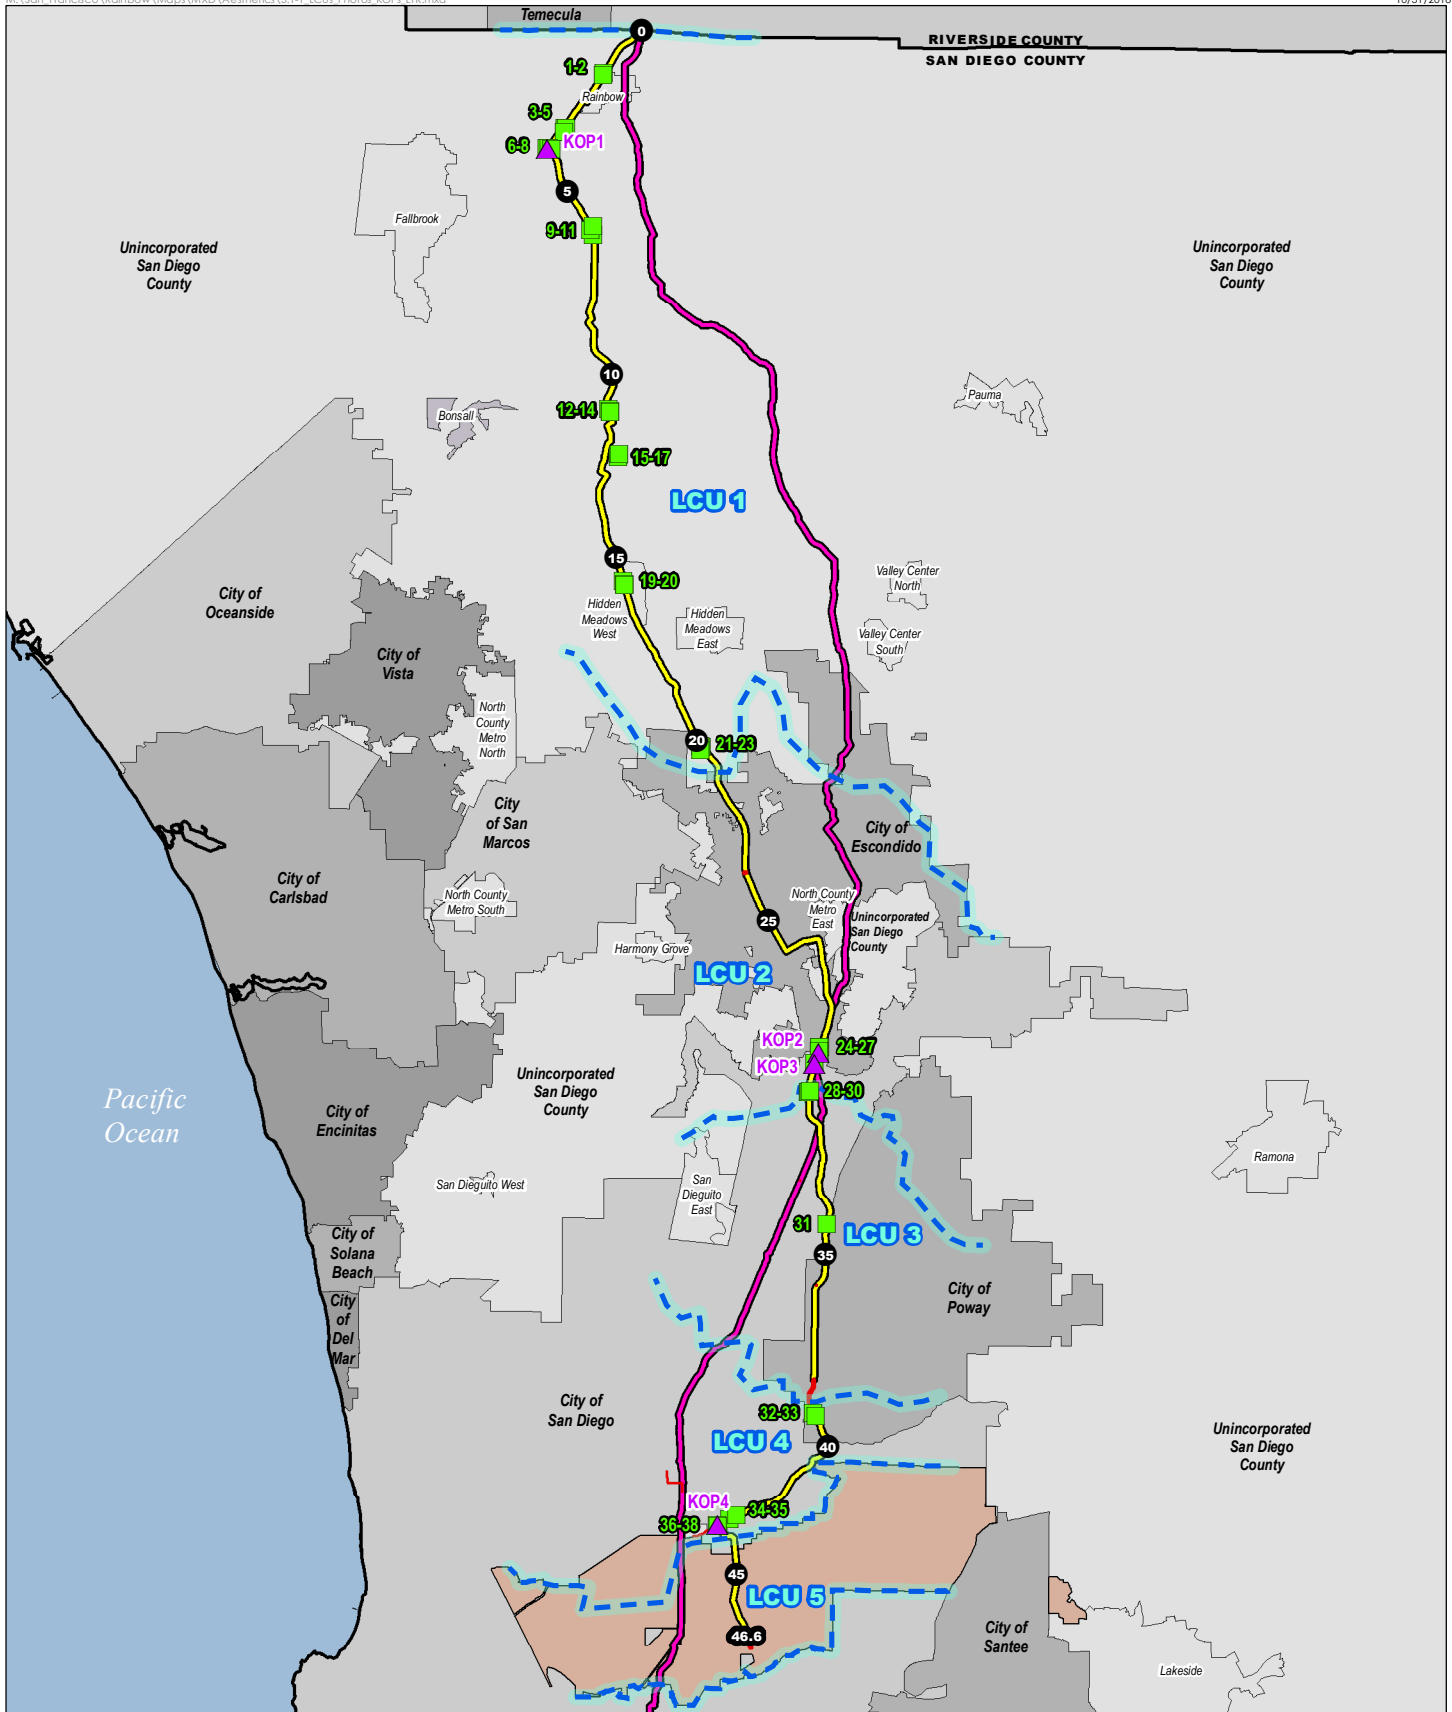 Temecula
0
RIVERSIDE COUNTY
SAN DIEGO COUNTY
1-2
Rainbow
3-5
6-8
KOP1
5
Fallbrook
9-11
Unincorporated
San Diego
County
Unincorporated
San Diego
County
10
Pauma
12-14
Bonsall
15-17
LCU 1
15
19-20
Valley Center
North
City of
Oceanside
Hidden
Meadows
West
Hidden
Meadows
East
Valley Center
South
City of
Vista
North
County
Metro
North
20
21-23
City
of San
Marcos
City of
Escondido
City of
Carlsbad
North County
Metro South
North County
Metro
East
25
Unincorporated
San Diego
County
Harmony Grove
LCU 2
KOP2
24-27
KOP3
28-30
Unincorporated
San Diego
County
Pacific
Ocean
City of
Encinitas
Ramona
San Dieguito West
San
Dieguito
East
31
LCU 3
35
City of
Solana
Beach
City of
Poway
City
of
Del
Mar
City of
San Diego
32-33
LCU 4
40
Unincorporated
San Diego
County
KOP4
34-35
36-38
45
LCU 5
46.6
City of
Santee
Lakeside